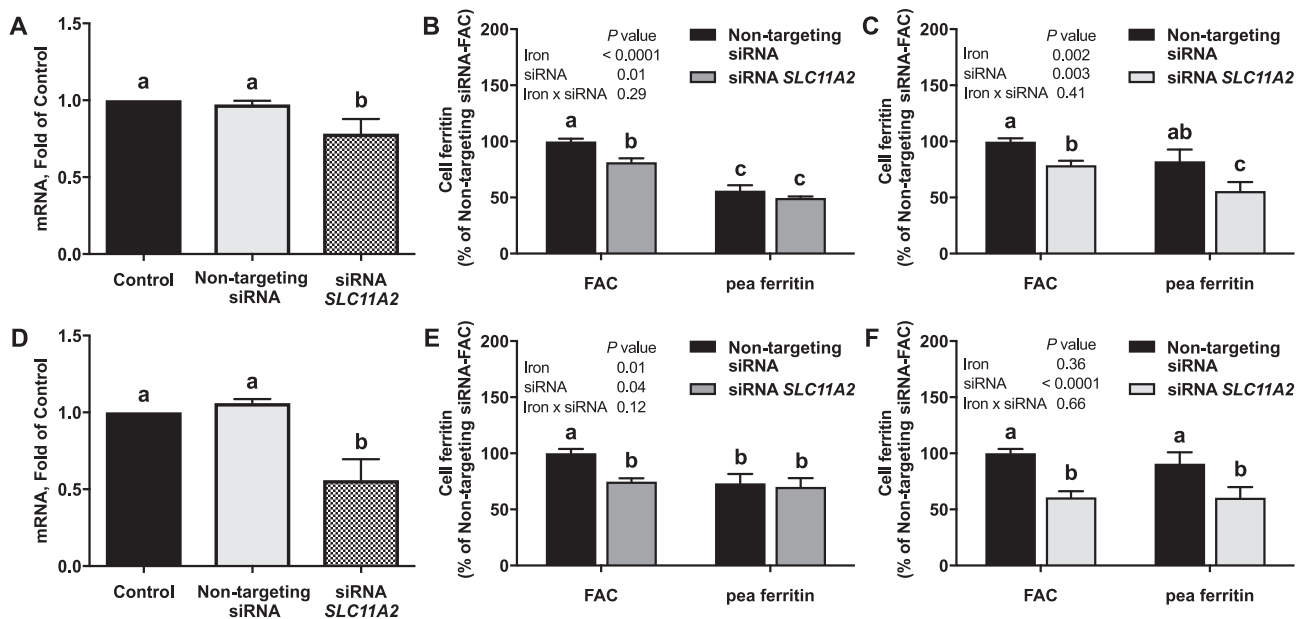 A
mRNA, Fold of Control
1.5
1.0
0.5
0.0
a
a
b
Control
Non-targeting
siRNA
siRNA
SLC11A2
B
Cell ferritin
(% of Non-targeting siRNA-FAC)
200
150
100
50
0
P value
Iron < 0.0001
siRNA 0.01
Iron x siRNA 0.29
Non-targeting
siRNA
siRNA SLC11A2
a
b
c
c
FAC
pea ferritin
C
Cell ferritin
(% of Non-targeting siRNA-FAC)
200
150
100
50
0
P value
Iron 0.002
siRNA 0.003
Iron x siRNA 0.41
Non-targeting
siRNA
siRNA SLC11A2
a
b
ab
c
FAC
pea ferritin
D
mRNA, Fold of Control
1.5
1.0
0.5
0.0
a
a
b
Control
Non-targeting
siRNA
siRNA
SLC11A2
E
Cell ferritin
(% of Non-targeting siRNA-FAC)
200
150
100
50
0
P value
Iron 0.01
siRNA 0.04
Iron x siRNA 0.12
Non-targeting
siRNA
siRNA SLC11A2
a
b
b
b
FAC
pea ferritin
F
Cell ferritin
(% of Non-targeting siRNA-FAC)
200
150
100
50
0
P value
Iron 0.36
siRNA < 0.0001
Iron x siRNA 0.66
Non-targeting
siRNA
siRNA SLC11A2
a
b
a
b
FAC
pea ferritin